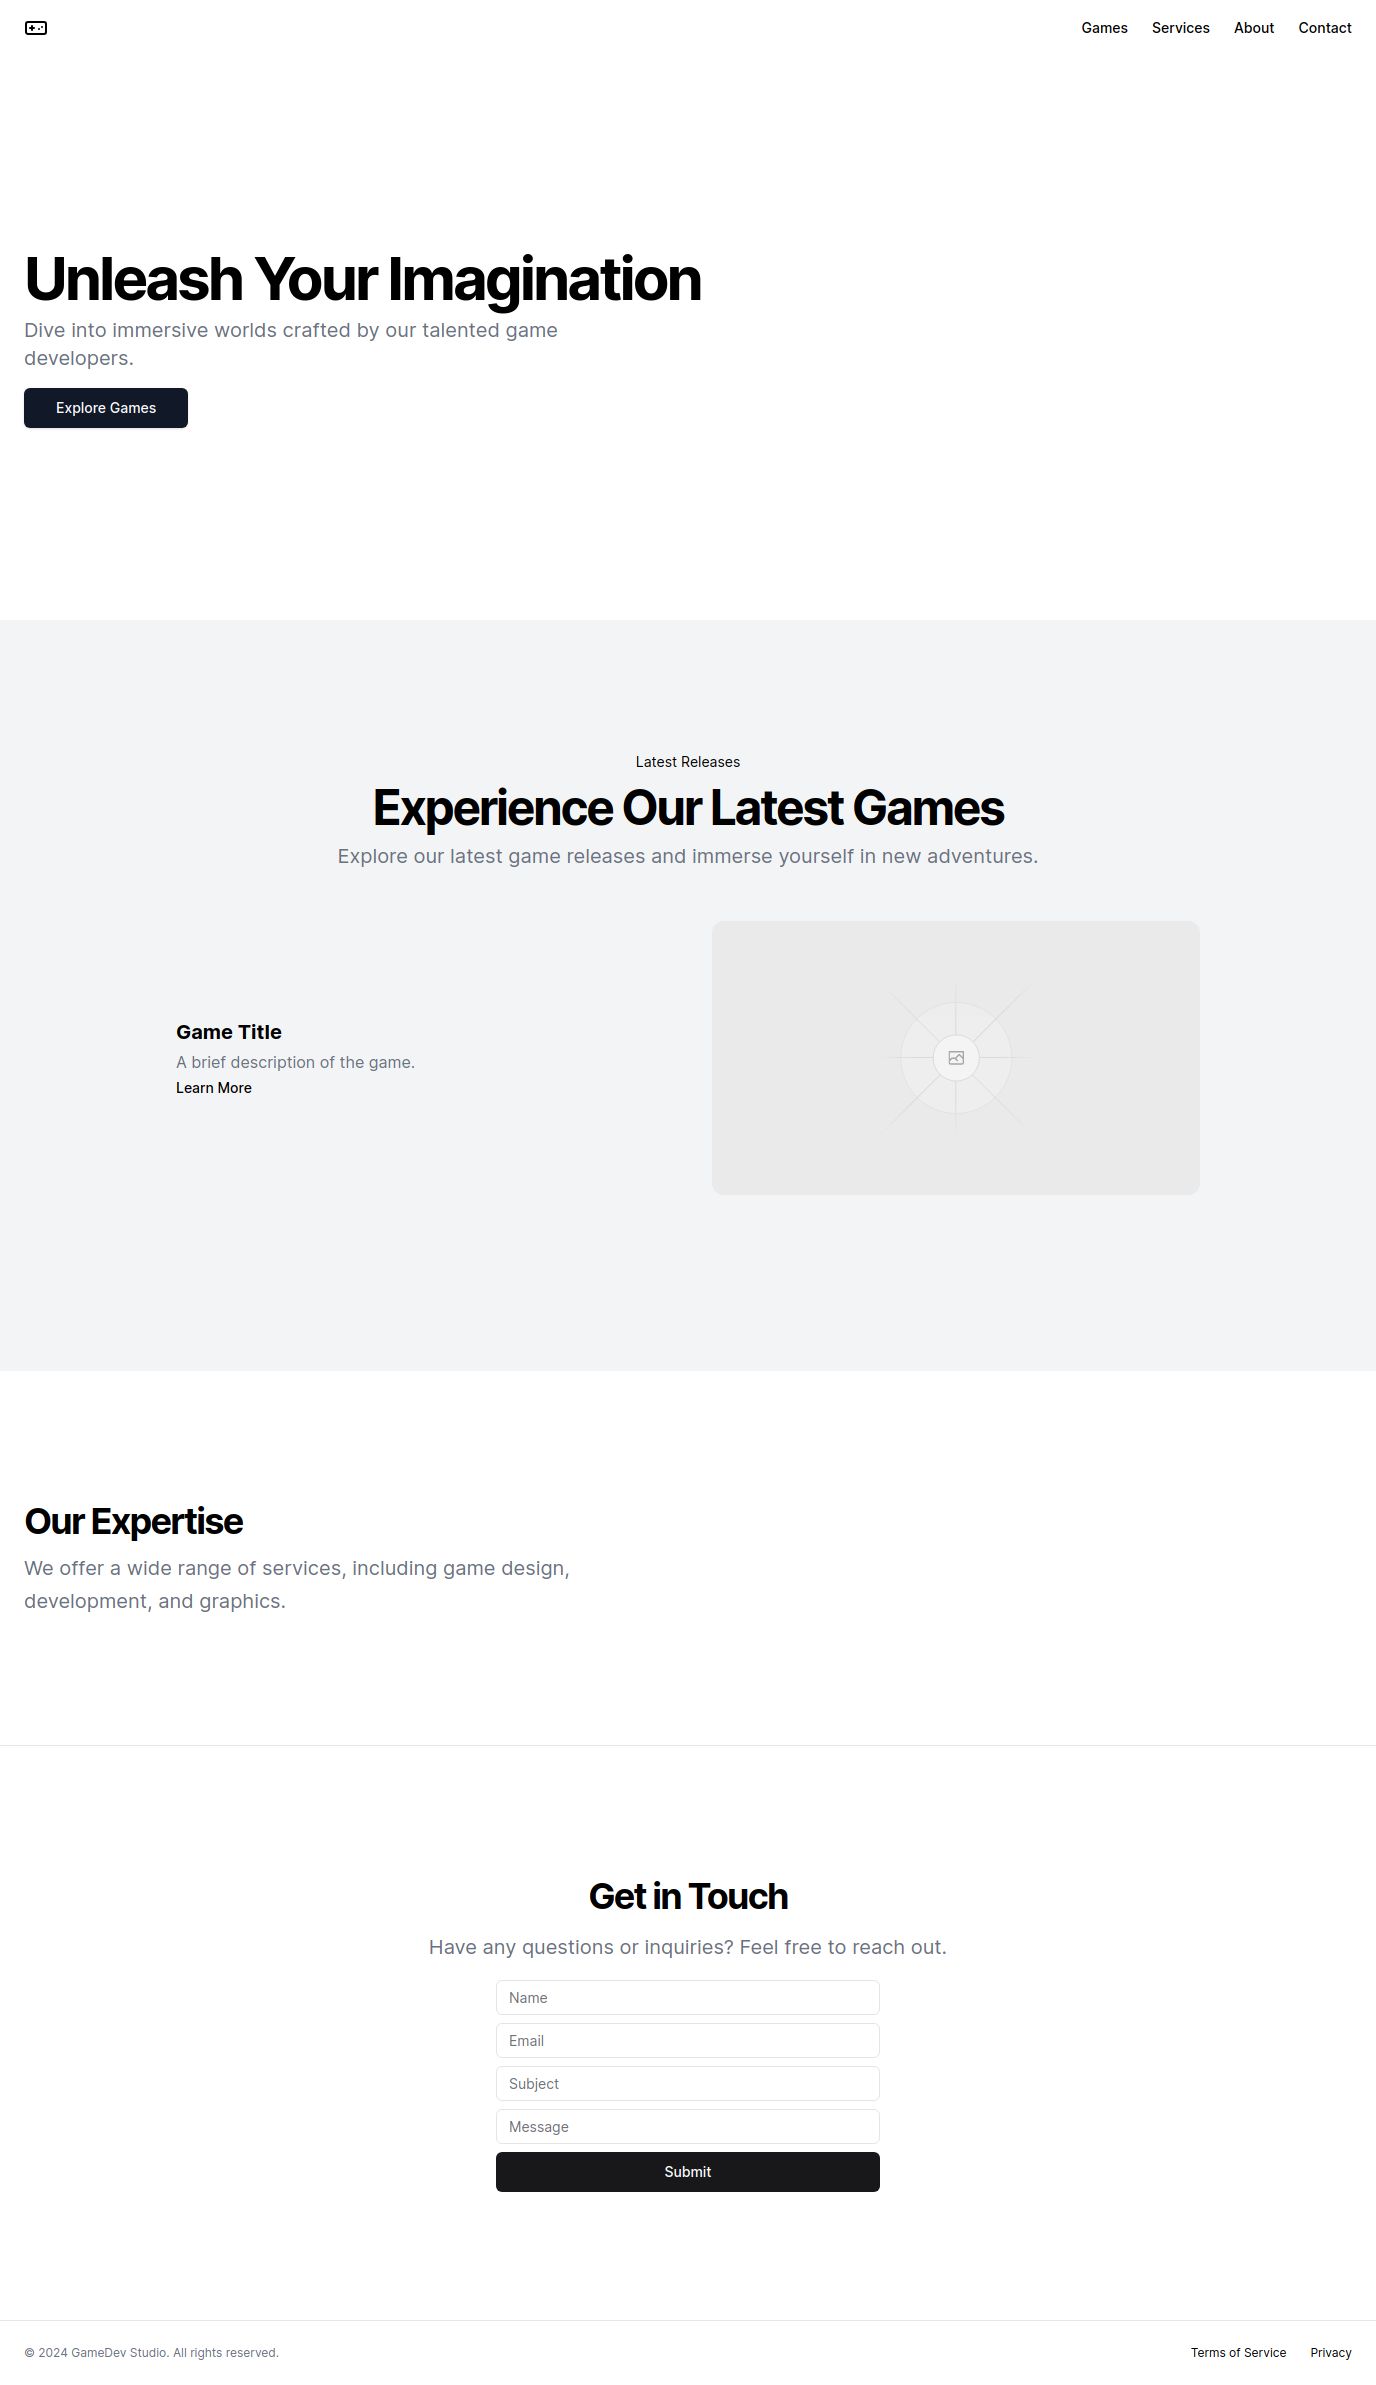 Games Services About Contact
Unleash Your Imagination
Dive into immersive worlds crafted by our talented game
developers.
Explore Games
Latest Releases
Experience Our Latest Games
Explore our latest game releases and immerse yourself in new adventures.
Game Title
A brief description of the game.
Learn More
Our Expertise
We offer a wide range of services, including game design,
development, and graphics.
Get in Touch
Have any questions or inquiries? Feel free to reach out.
Name
Email
Subject
Message
Submit
© 2024 GameDev Studio. All rights reserved. Terms of Service Privacy